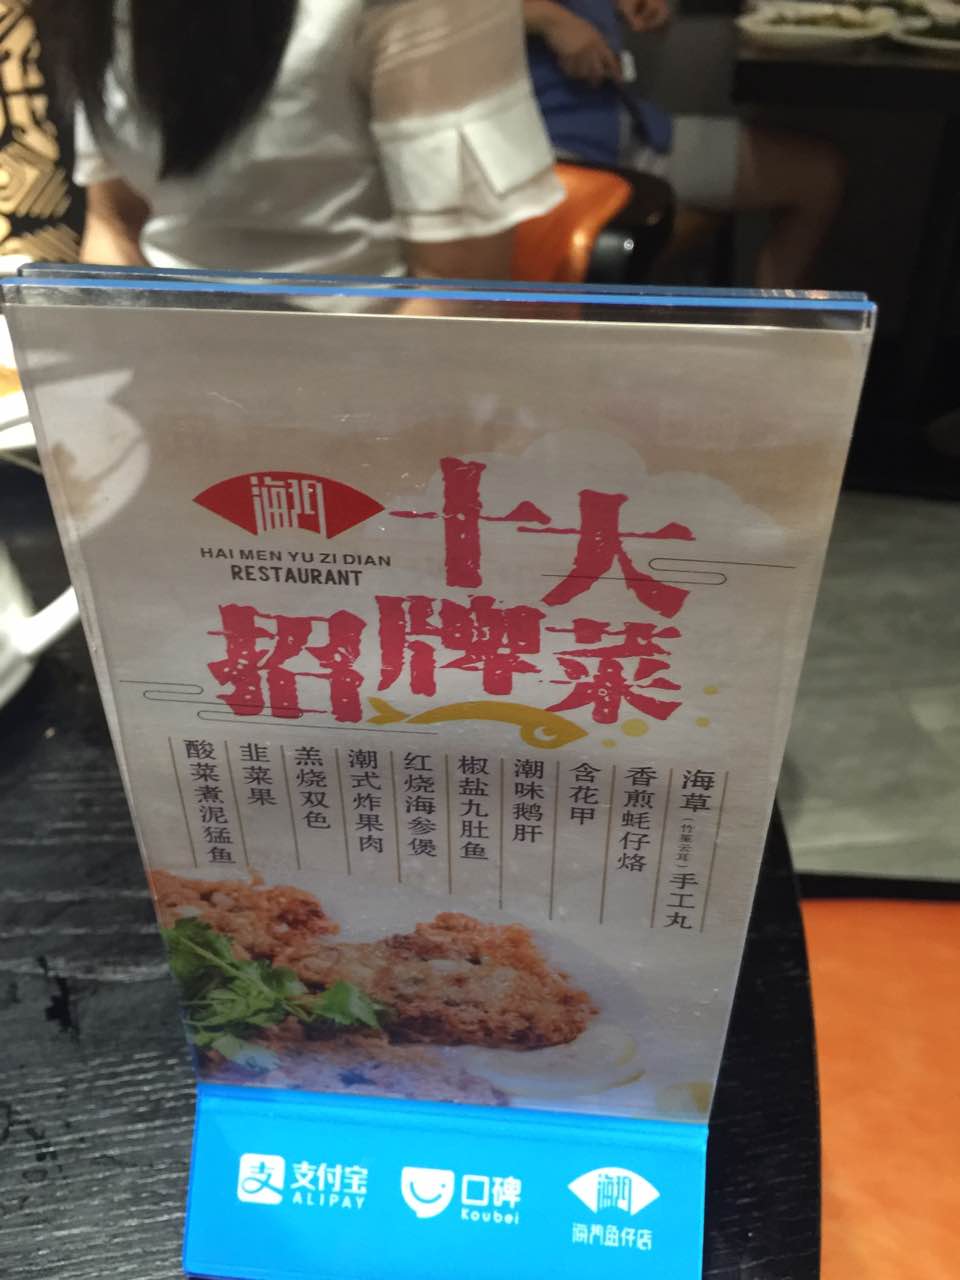 海门
HAI MEN YU ZI DIAN
RESTAURANT
十大
招牌菜
海草（竹笙云耳）手工丸
香煎蚝仔烙
含花甲
潮味鹅肝
椒盐九肚鱼
红烧海参煲
潮式炸果肉
羔烧双色
韭菜果
酸菜煮泥猛鱼
支 支付宝
ALIPAY
口碑
Koubei
海门
海门鱼仔店